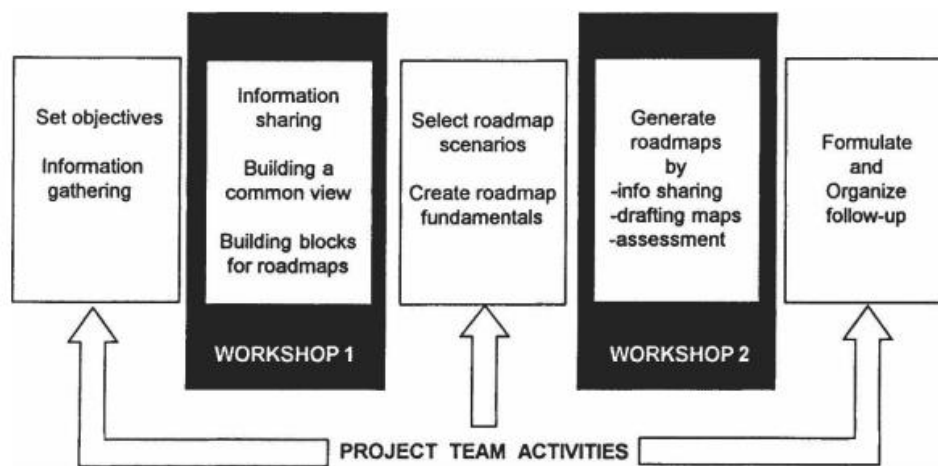 Set objectives
Information
gathering
Information
sharing
Building a
common view
Building blocks
for roadmaps
WORKSHOP 1
Select roadmap
scenarios
Create roadmap
fundamentals
Generate
roadmaps
by
-info sharing
-drafting maps
-assessment
WORKSHOP 2
Formulate
and
Organize
follow-up
PROJECT TEAM ACTIVITIES